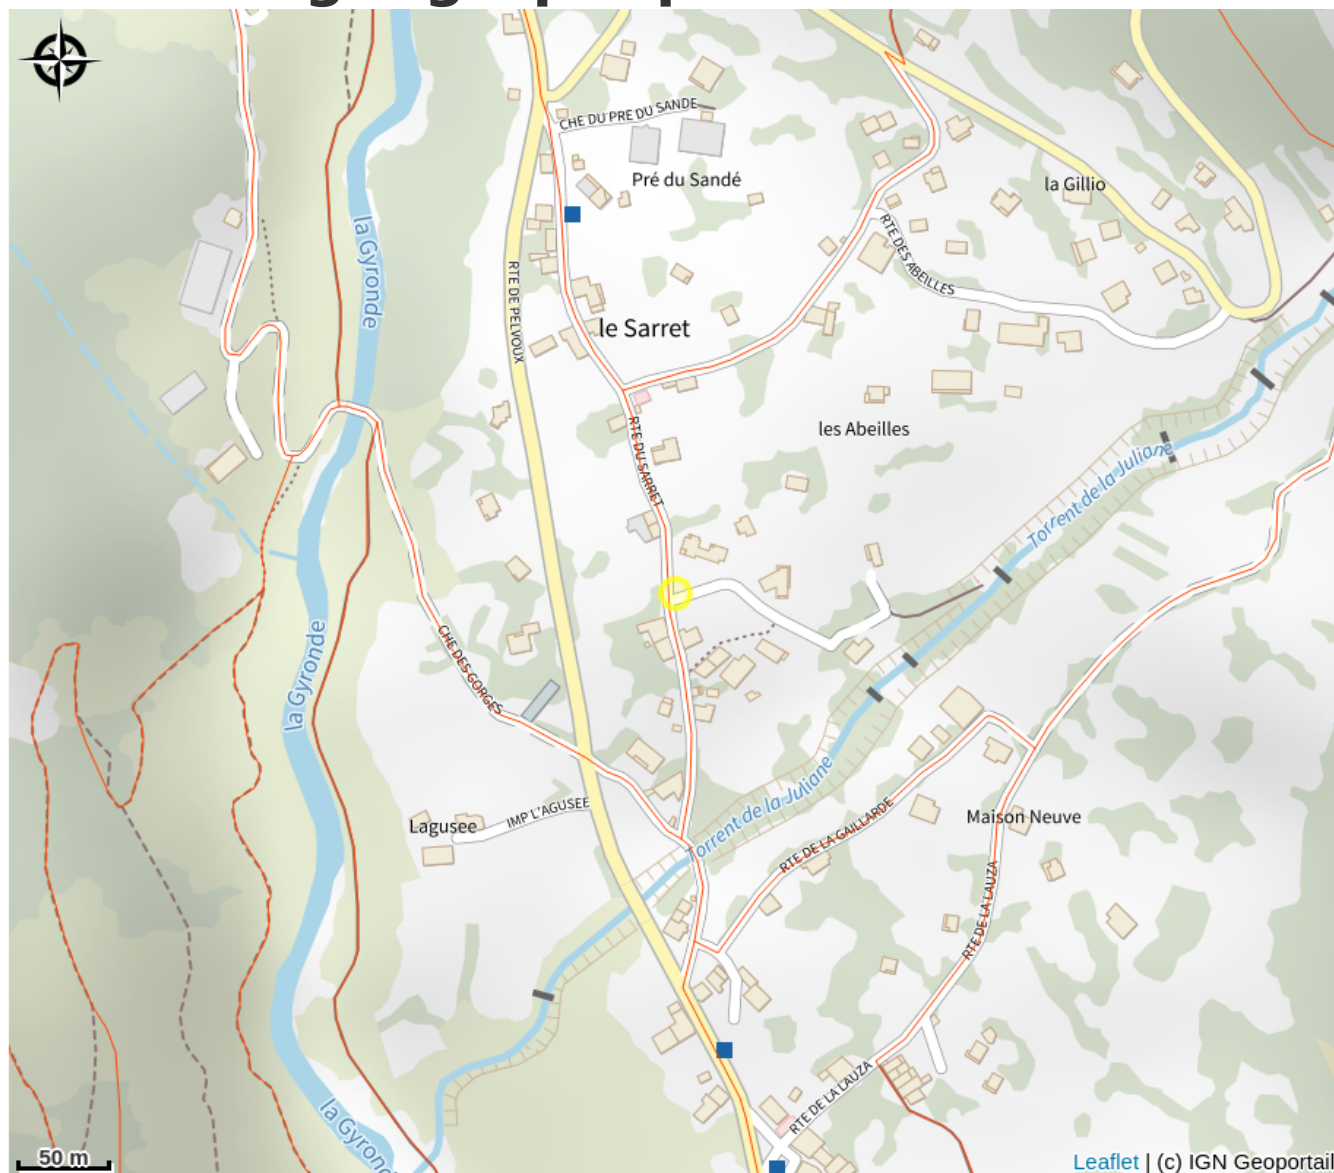 CHE DU PRE DU SANDE
Pré du Sandé
la Gillio
la Gyronde
RTE DES ABEILLES
RTE DE PELVOUX
le Sarret
les Abeilles
RTE DU SARRET
Torrent de la Juliane
la Gyronde
CHE DES GORGES
Torrent de la Juliane
IMP L'AGUSEE
Lagusee
RTE DE LA GAILLARDE
Maison Neuve
RTE DE LA LAUZA
RTE DE LA LAUZA
la Gyronde
50 m
Leaflet | (c) IGN Geoportail